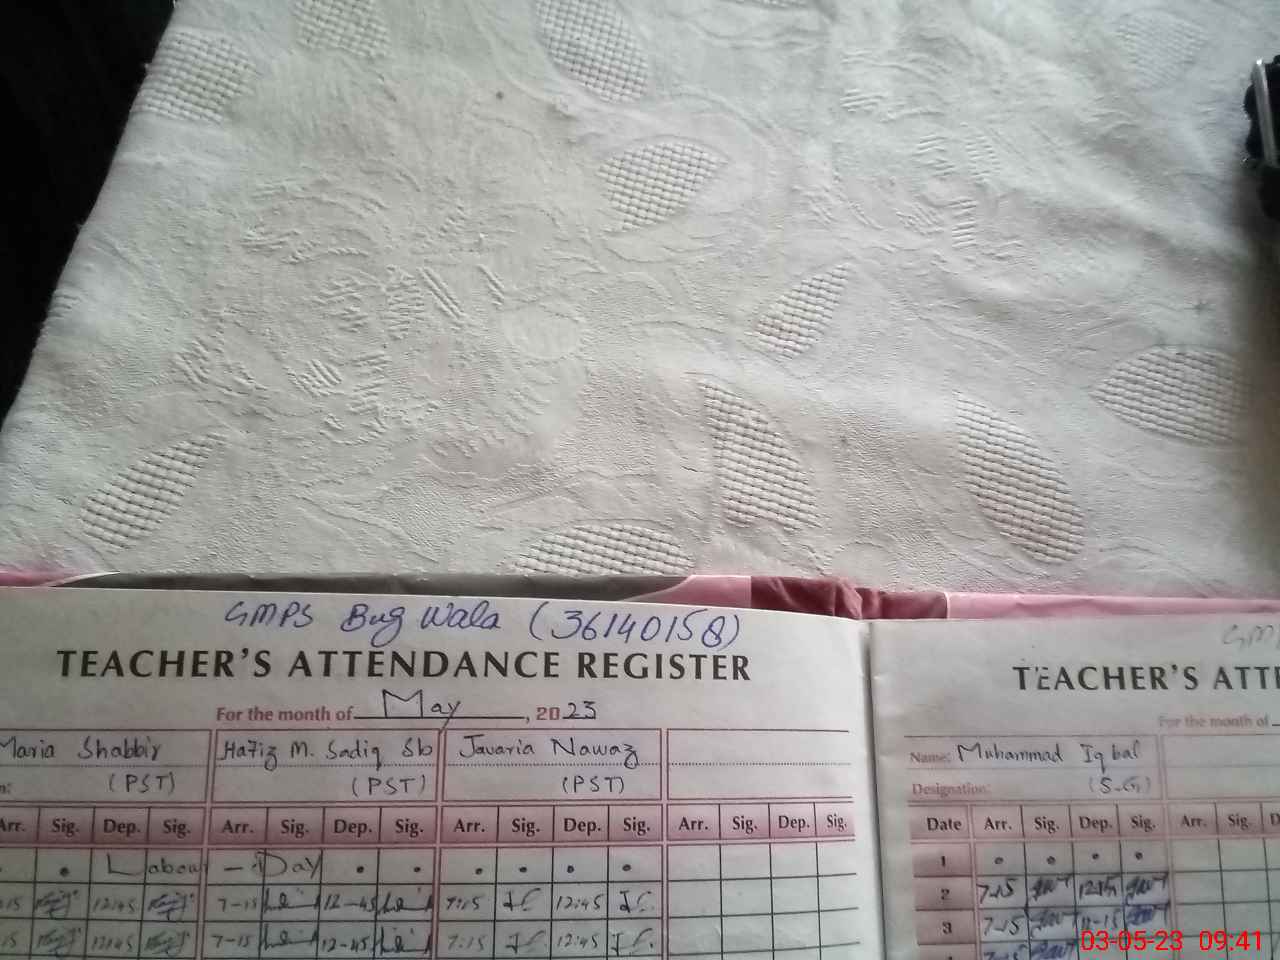 GMPS Bug Wala (36140158)
TEACHER'S ATTENDANCE REGISTER
For the month of May, 2023
Maria Shabbir
(PST)
Hafiz M. Sadiq Sb
(PST)
Javaria Nawaz
(PST)
Arr. Sig. Dep. Sig. Arr. Sig. Dep. Sig. Arr. Sig. Dep. Sig. Arr. Sig. Dep. Sig.
Labour - Day
:15 12:45 7-15 12-45 7:15 12:45
:15 12:45 7-15 12-45 7:15 12:45
GM
TEACHER'S ATT
For the month of
Name: Muhammad Iqbal
Designation: (S-G)
Date Arr. Sig. Dep. Sig. Arr. Sig. D
1
2 7-15
3 7-15
03-05-23 09:41